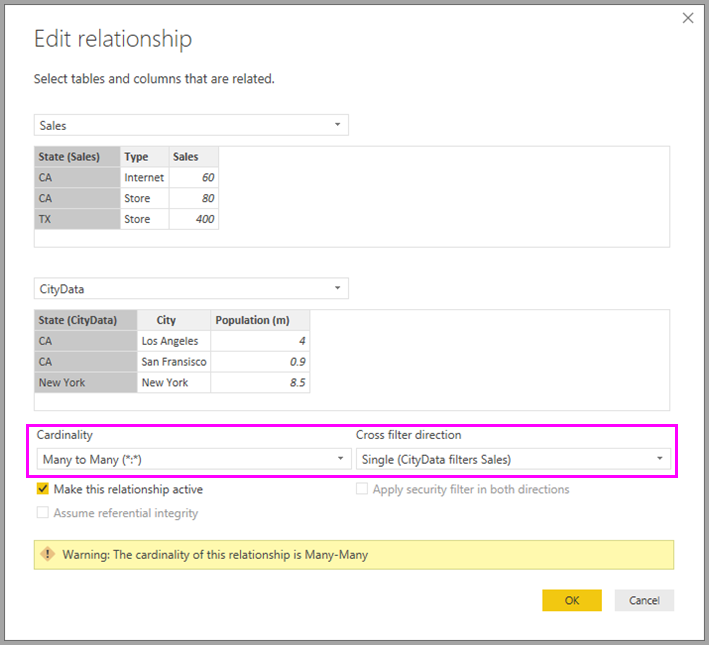 Edit relationship
Select tables and columns that are related.
Sales
State (Sales) Type Sales
CA Internet 60
CA Store 80
TX Store 400
CityData
State (CityData) City Population (m)
CA Los Angeles 4
CA San Fransisco 0.9
New York New York 8.5
Cardinality Cross filter direction
Many to Many (*:*) Single (CityData filters Sales)
Make this relationship active Apply security filter in both directions
Assume referential integrity
Warning: The cardinality of this relationship is Many-Many
OK Cancel